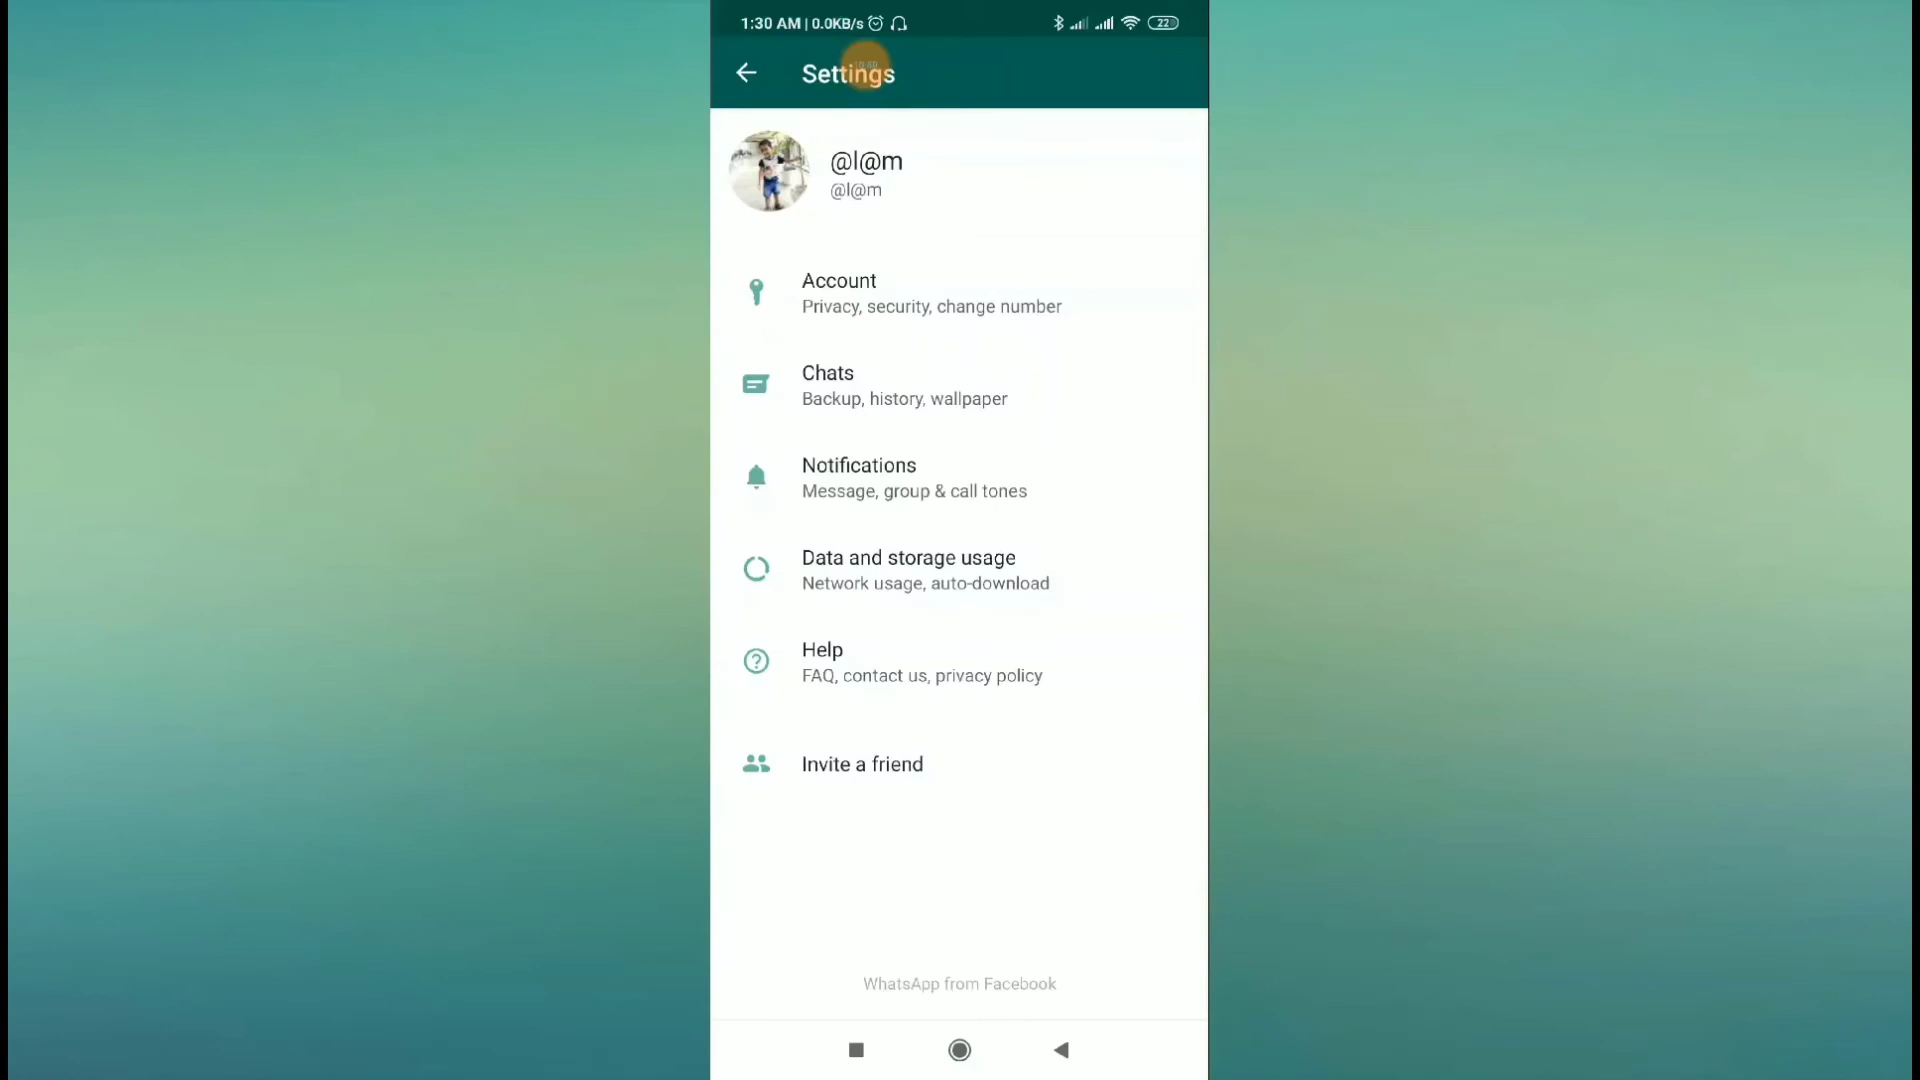 1:30 AM | 0.0KB/s
22
Settings
@l@m
@l@m
Account
Privacy, security, change number
Chats
Backup, history, wallpaper
Notifications
Message, group & call tones
Data and storage usage
Network usage, auto-download
Help
FAQ, contact us, privacy policy
Invite a friend
WhatsApp from Facebook